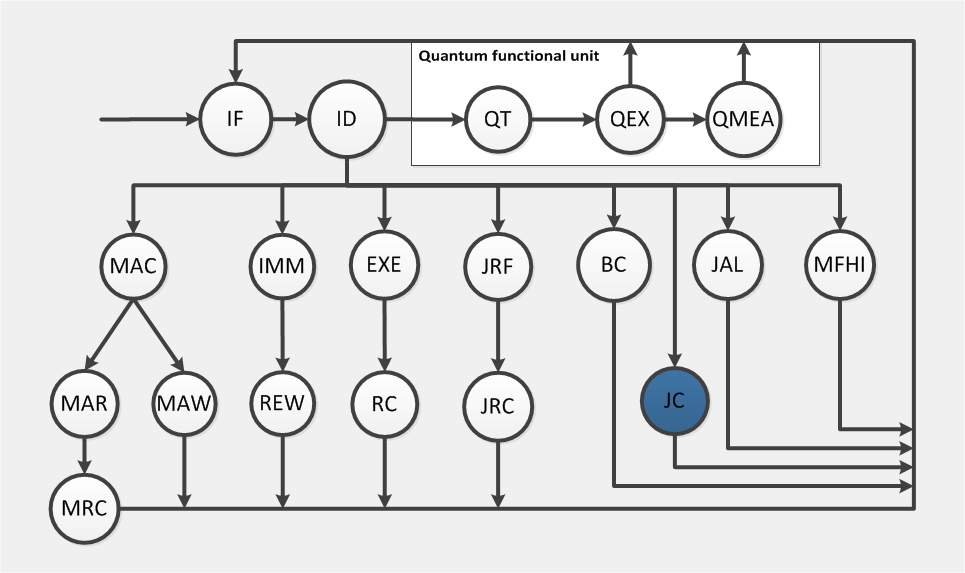 Quantum functional unit
IF
ID
QT
QEX
QMEA
MAC
IMM
EXE
JRF
BC
JAL
MFHI
MAR
MAW
REW
RC
JRC
JC
MRC